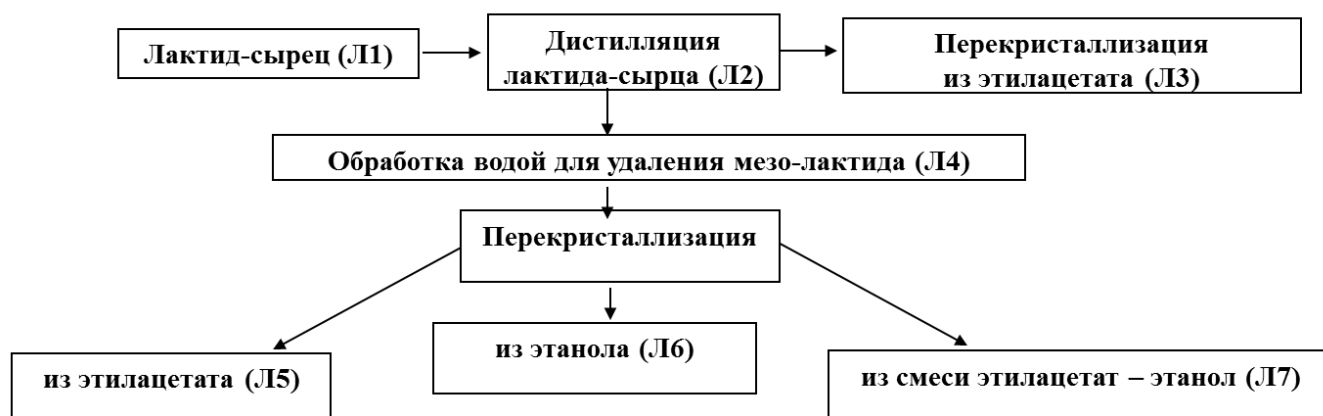 Лактид-сырец (Л1)
Дистилляция
лактида-сырца (Л2)
Перекристаллизация
из этилацетата (Л3)
Обработка водой для удаления мезо-лактида (Л4)
Перекристаллизация
из этилацетата (Л5)
из этанола (Л6)
из смеси этилацетат – этанол (Л7)